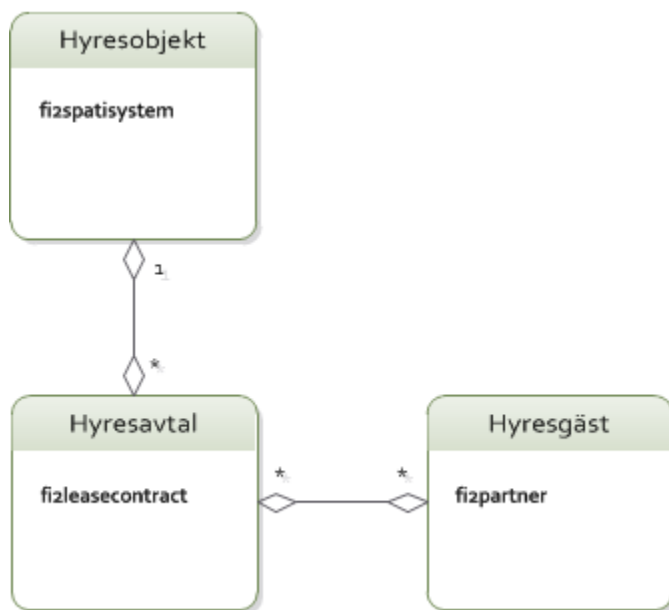 Hyresobjekt
fi2spatisystem
1
*
Hyresavtal
Hyresgäst
* *
fi2leasecontract
fi2partner